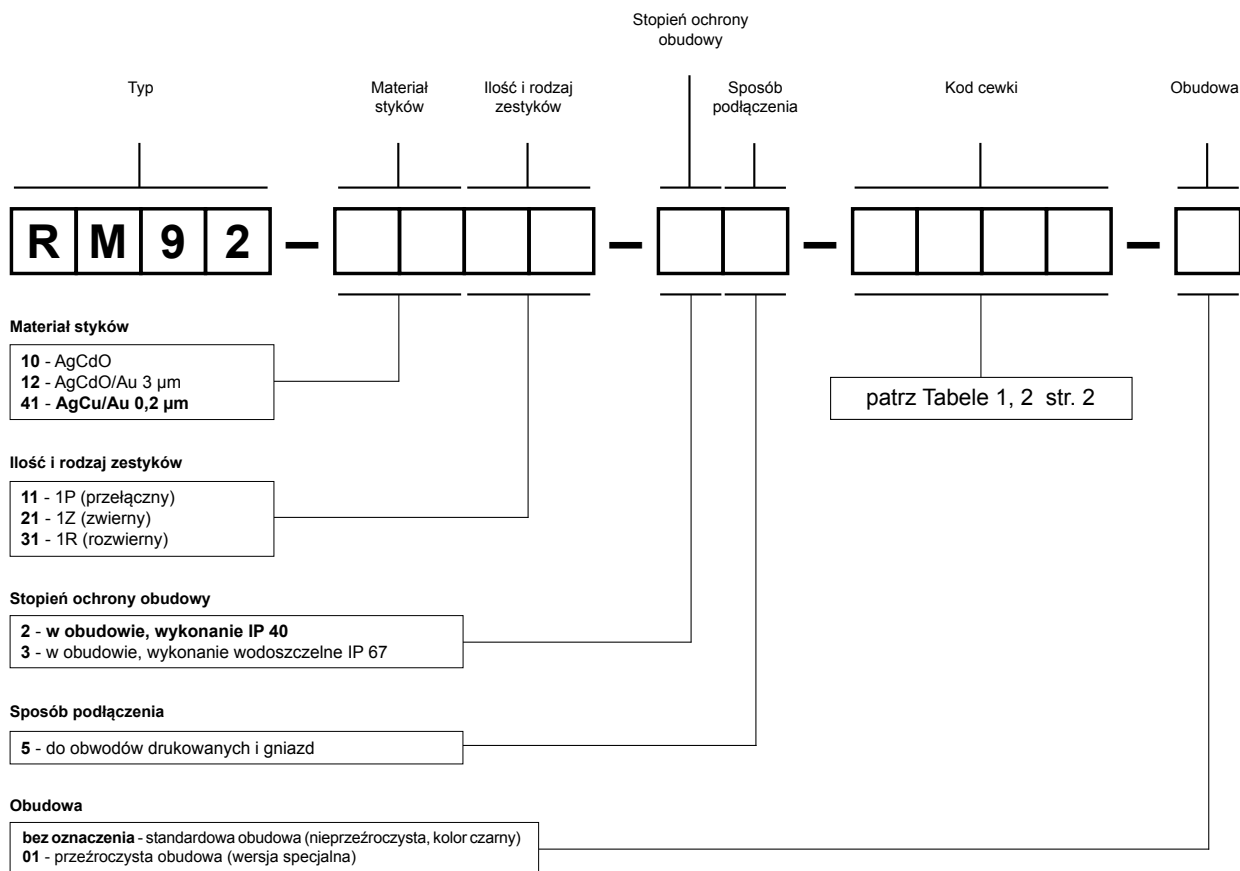 Stopień ochrony
obudowy
Typ
Materiał
styków
Ilość i rodzaj
zestyków
Sposób
podłączenia
Kod cewki
Obudowa
R M 9 2 – – – –
Materiał styków
10 - AgCdO
12 - AgCdO/Au 3 µm
41 - AgCu/Au 0,2 µm
patrz Tabele 1, 2 str. 2
Ilość i rodzaj zestyków
11 - 1P (przełączny)
21 - 1Z (zwierny)
31 - 1R (rozwierny)
Stopień ochrony obudowy
2 - w obudowie, wykonanie IP 40
3 - w obudowie, wykonanie wodoszczelne IP 67
Sposób podłączenia
5 - do obwodów drukowanych i gniazd
Obudowa
bez oznaczenia - standardowa obudowa (nieprzeźroczysta, kolor czarny)
01 - przeźroczysta obudowa (wersja specjalna)